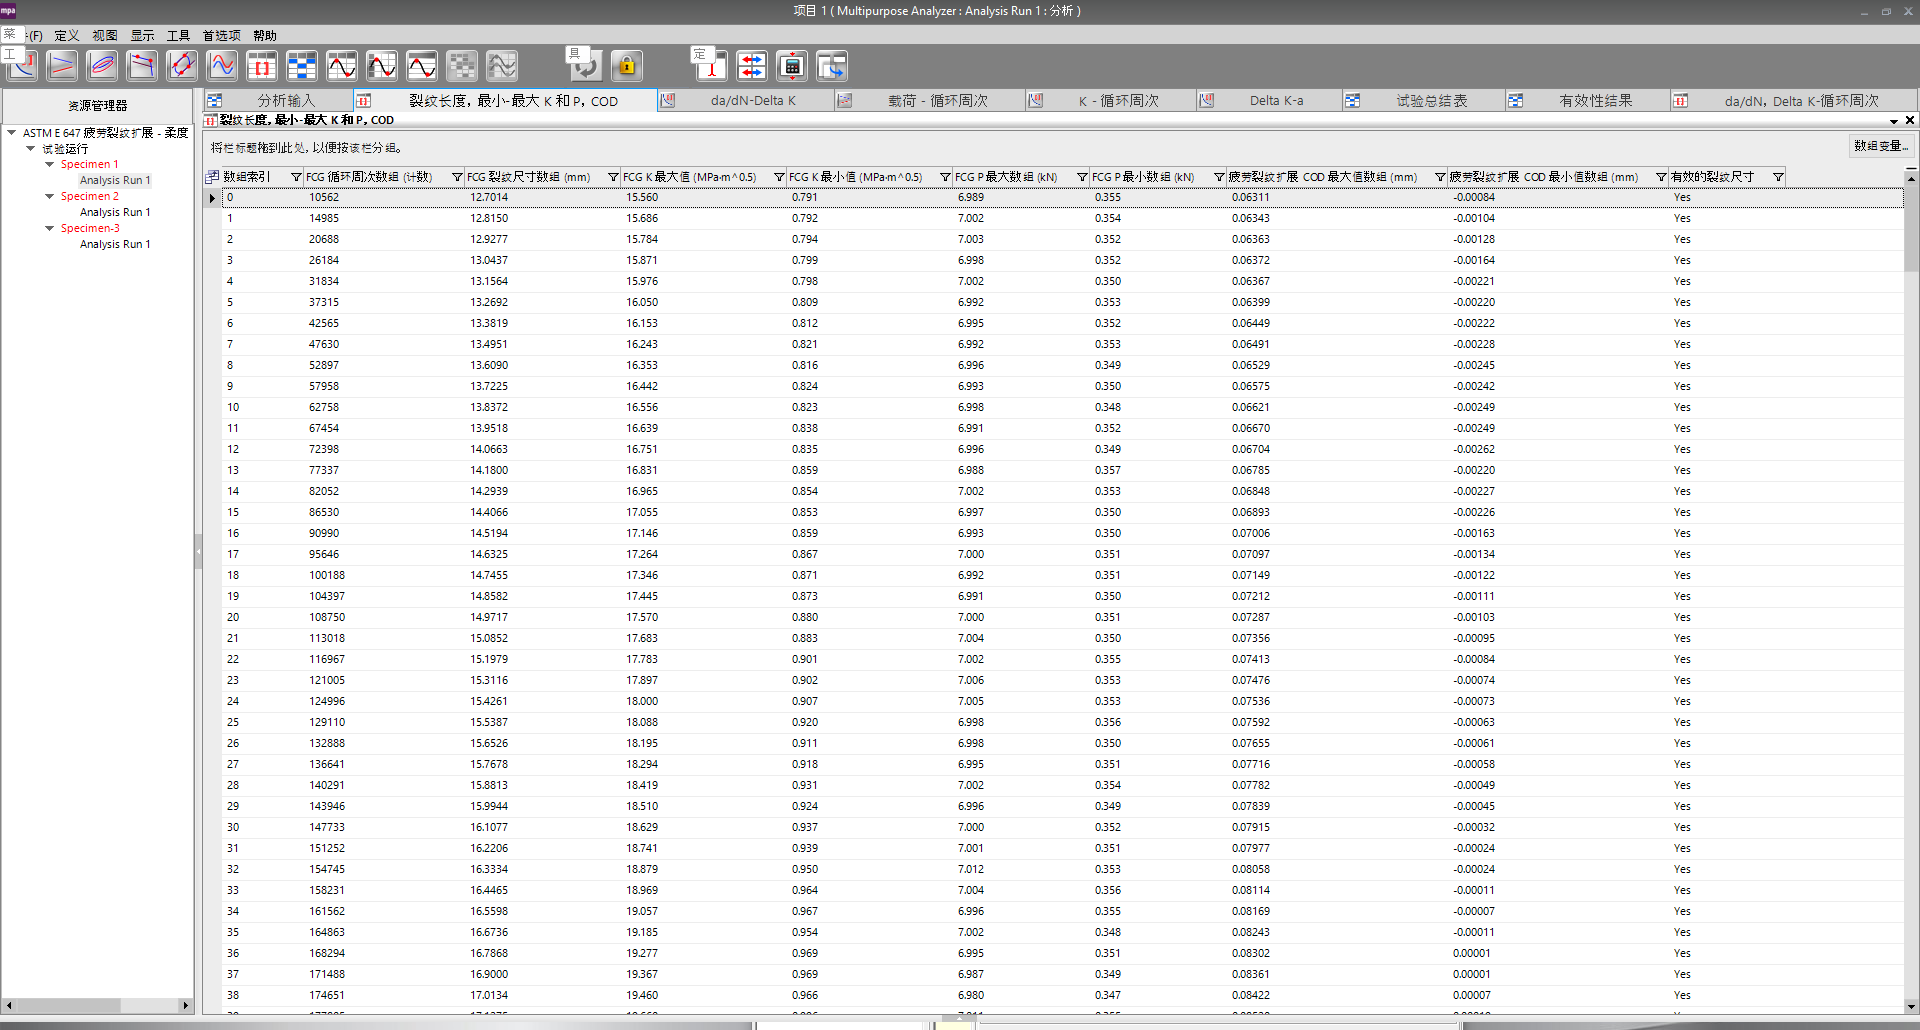 mpa
项目 1 ( Multipurpose Analyzer : Analysis Run 1 : 分析 )
菜 (F) 定义 视图 显示 工具 首选项 帮助
工 具 定
资源管理器
分析输入 裂纹长度, 最小-最大 K 和 P, COD da/dN-Delta K 载荷 - 循环周次 K - 循环周次 Delta K-a 试验总结表 有效性结果 da/dN, Delta K-循环周次
裂纹长度, 最小-最大 K 和 P, COD
ASTM E 647 疲劳裂纹扩展 - 柔度
试验运行
Specimen 1
Analysis Run 1
Specimen 2
Analysis Run 1
Specimen-3
Analysis Run 1
将栏标题拖到此处, 以便按该栏分组。
数组变量...
数组索引 FCG 循环周次数组 (计数) FCG 裂纹尺寸数组 (mm) FCG K 最大值 (MPa·m^0.5) FCG K 最小值 (MPa·m^0.5) FCG P 最大数组 (kN) FCG P 最小数组 (kN) 疲劳裂纹扩展 COD 最大值数组 (mm) 疲劳裂纹扩展 COD 最小值数组 (mm) 有效的裂纹尺寸
0 10562 12.7014 15.560 0.791 6.989 0.355 0.06311 -0.00084 Yes
1 14985 12.8150 15.686 0.792 7.002 0.354 0.06343 -0.00104 Yes
2 20688 12.9277 15.784 0.794 7.003 0.352 0.06363 -0.00128 Yes
3 26184 13.0437 15.871 0.799 6.998 0.352 0.06372 -0.00164 Yes
4 31834 13.1564 15.976 0.798 7.002 0.350 0.06367 -0.00221 Yes
5 37315 13.2692 16.050 0.809 6.992 0.353 0.06399 -0.00220 Yes
6 42565 13.3819 16.153 0.812 6.995 0.352 0.06449 -0.00222 Yes
7 47630 13.4951 16.243 0.821 6.992 0.353 0.06491 -0.00228 Yes
8 52897 13.6090 16.353 0.816 6.996 0.349 0.06529 -0.00245 Yes
9 57958 13.7225 16.442 0.824 6.993 0.350 0.06575 -0.00242 Yes
10 62758 13.8372 16.556 0.823 6.998 0.348 0.06621 -0.00249 Yes
11 67454 13.9518 16.639 0.838 6.991 0.352 0.06670 -0.00249 Yes
12 72398 14.0663 16.751 0.835 6.996 0.349 0.06704 -0.00262 Yes
13 77337 14.1800 16.831 0.859 6.988 0.357 0.06785 -0.00220 Yes
14 82052 14.2939 16.965 0.854 7.002 0.353 0.06848 -0.00227 Yes
15 86530 14.4066 17.055 0.853 6.997 0.350 0.06893 -0.00226 Yes
16 90990 14.5194 17.146 0.859 6.993 0.350 0.07006 -0.00163 Yes
17 95646 14.6325 17.264 0.867 7.000 0.351 0.07097 -0.00134 Yes
18 100188 14.7455 17.346 0.871 6.992 0.351 0.07149 -0.00122 Yes
19 104397 14.8582 17.445 0.873 6.991 0.350 0.07212 -0.00111 Yes
20 108750 14.9717 17.570 0.880 7.000 0.351 0.07287 -0.00103 Yes
21 113018 15.0852 17.683 0.883 7.004 0.350 0.07356 -0.00095 Yes
22 116967 15.1979 17.783 0.901 7.002 0.355 0.07413 -0.00084 Yes
23 121005 15.3116 17.897 0.902 7.006 0.353 0.07476 -0.00074 Yes
24 124996 15.4261 18.000 0.907 7.005 0.353 0.07536 -0.00073 Yes
25 129110 15.5387 18.088 0.920 6.998 0.356 0.07592 -0.00063 Yes
26 132888 15.6526 18.195 0.911 6.998 0.350 0.07655 -0.00061 Yes
27 136641 15.7678 18.294 0.918 6.995 0.351 0.07716 -0.00058 Yes
28 140291 15.8813 18.419 0.931 7.002 0.354 0.07782 -0.00049 Yes
29 143946 15.9944 18.510 0.924 6.996 0.349 0.07839 -0.00045 Yes
30 147733 16.1077 18.629 0.937 7.000 0.352 0.07915 -0.00032 Yes
31 151252 16.2206 18.741 0.939 7.001 0.351 0.07977 -0.00024 Yes
32 154745 16.3334 18.879 0.950 7.012 0.353 0.08058 -0.00024 Yes
33 158231 16.4465 18.969 0.964 7.004 0.356 0.08114 -0.00011 Yes
34 161562 16.5598 19.057 0.967 6.996 0.355 0.08169 -0.00007 Yes
35 164863 16.6736 19.185 0.954 7.002 0.348 0.08243 -0.00011 Yes
36 168294 16.7868 19.277 0.969 6.995 0.351 0.08302 0.00001 Yes
37 171488 16.9000 19.367 0.969 6.987 0.349 0.08361 0.00001 Yes
38 174651 17.0134 19.460 0.966 6.980 0.347 0.08422 0.00007 Yes